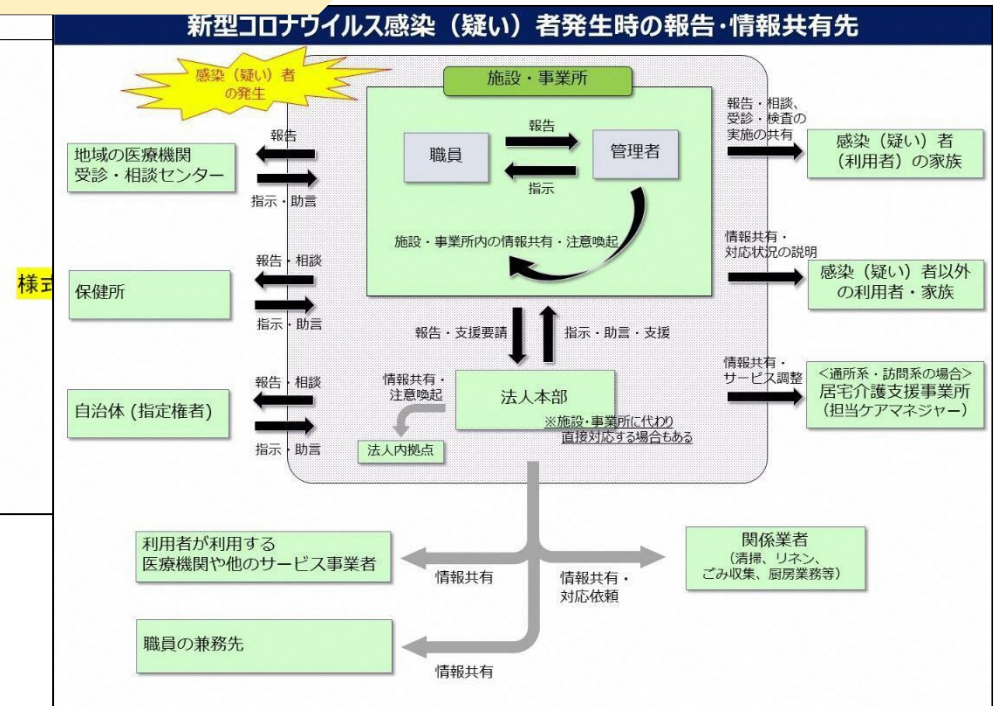 新型コロナウイルス感染（疑い）者発生時の報告・情報共有先
感染（疑い）者
の発生
施設・事業所
職員
報告
指示
管理者
施設・事業所内の情報共有・注意喚起
地域の医療機関
受診・相談センター
報告
指示・助言
保健所
報告・相談
指示・助言
自治体 (指定権者)
報告・相談
指示・助言
報告・相談、
受診・検査の
実施の共有
感染（疑い）者
（利用者）の家族
情報共有・
対応状況の説明
感染（疑い）者以外
の利用者・家族
情報共有・
サービス調整
＜通所系・訪問系の場合＞
居宅介護支援事業所
（担当ケアマネジャー）
報告・支援要請
指示・助言・支援
情報共有・
注意喚起
法人本部
※施設・事業所に代わり
直接対応する場合もある
法人内拠点
利用者が利用する
医療機関や他のサービス事業者
情報共有
情報共有・
対応依頼
関係業者
（清掃、リネン、
ごみ収集、厨房業務等）
職員の兼務先
情報共有
様式